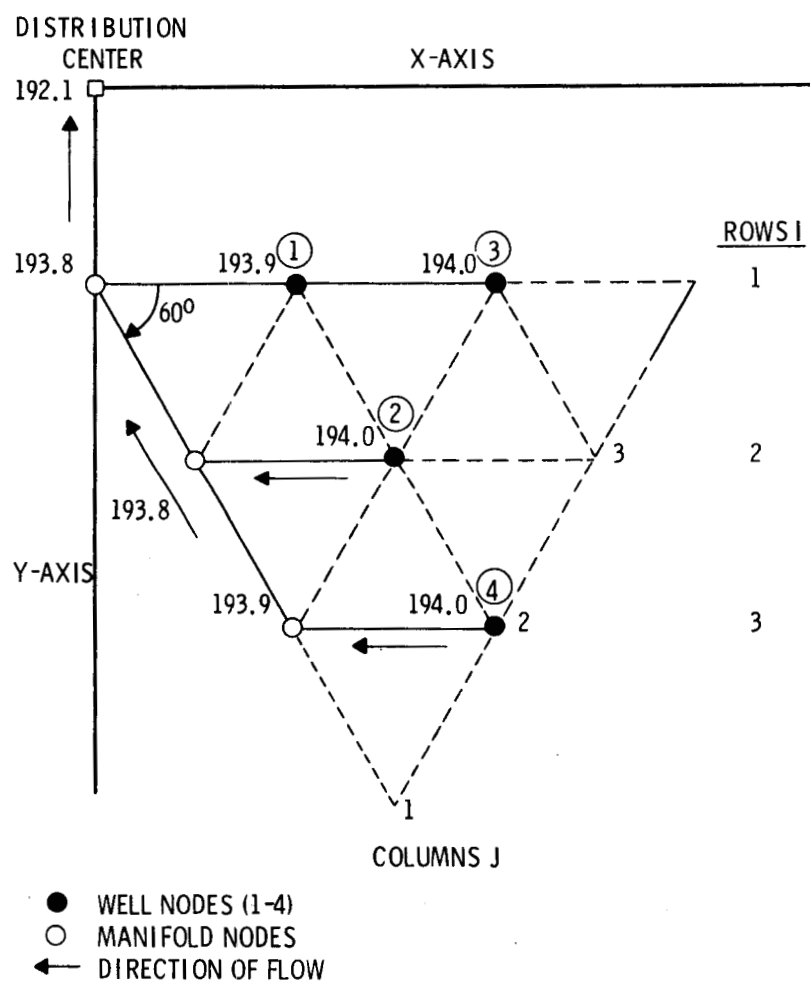 DISTRIBUTION
CENTER
X-AXIS
192.1
ROWS I
193.8
193.9
1
194.0
3
1
60⁰
2
194.0
3
2
193.8
Y-AXIS
4
193.9
194.0
2
3
1
COLUMNS J
WELL NODES (1-4)
MANIFOLD NODES
DIRECTION OF FLOW